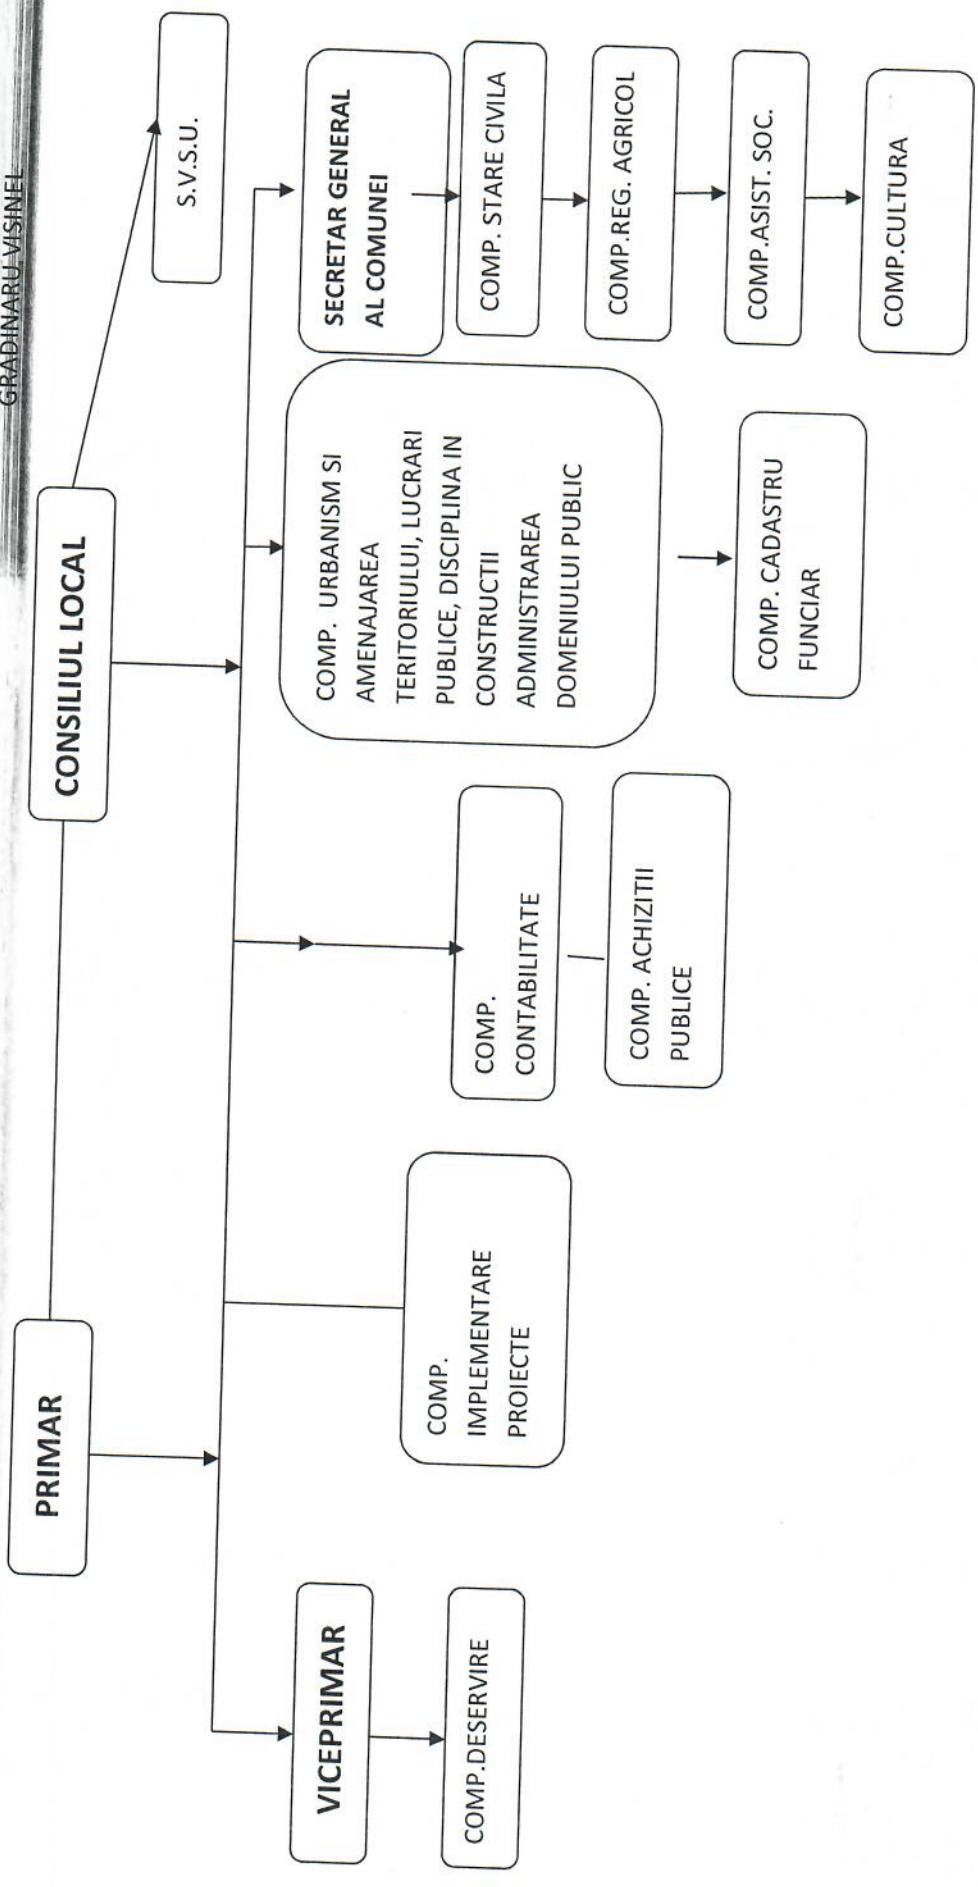 GRADINARU VISINEL
PRIMAR
CONSILIUL LOCAL
S.V.S.U.
VICEPRIMAR
COMP.DESERVIRE
COMP.
IMPLEMENTARE
PROIECTE
COMP.
CONTABILITATE
COMP. ACHIZITII
PUBLICE
COMP. URBANISM SI
AMENAJAREA
TERITORIULUI, LUCRARI
PUBLICE, DISCIPLINA IN
CONSTRUCTII
ADMINISTRAREA
DOMENIULUI PUBLIC
COMP. CADASTRU
FUNCIAR
SECRETAR GENERAL
AL COMUNEI
COMP. STARE CIVILA
COMP.REG. AGRICOL
COMP.ASIST. SOC.
COMP.CULTURA